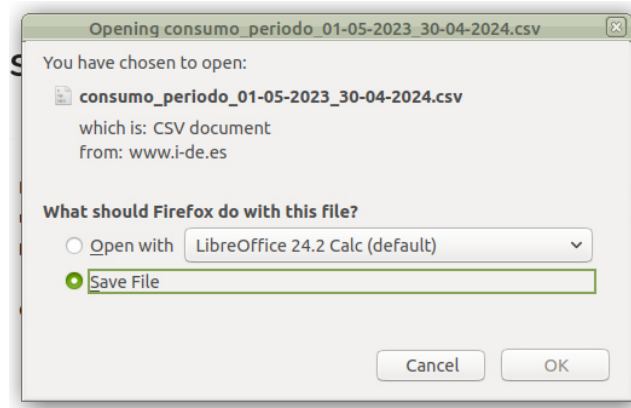 Opening consumo_periodo_01-05-2023_30-04-2024.csv
You have chosen to open:
consumo_periodo_01-05-2023_30-04-2024.csv
which is: CSV document
from: www.i-de.es
What should Firefox do with this file?
Open with LibreOffice 24.2 Calc (default)
Save File
Cancel OK